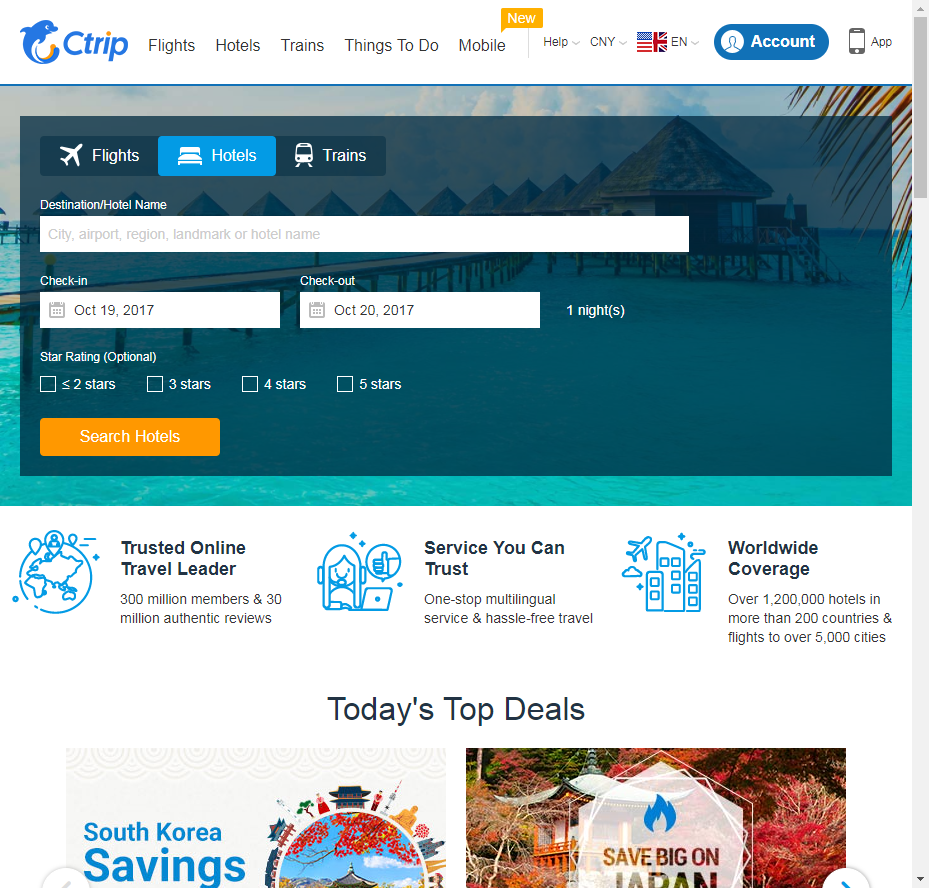 New
Ctrip
Flights Hotels Trains Things To Do Mobile Help CNY EN Account App
Flights Hotels Trains
Destination/Hotel Name
City, airport, region, landmark or hotel name
Check-in Check-out
Oct 19, 2017 Oct 20, 2017 1 night(s)
Star Rating (Optional)
≤ 2 stars 3 stars 4 stars 5 stars
Search Hotels
Trusted Online
Travel Leader
300 million members & 30
million authentic reviews
Service You Can
Trust
One-stop multilingual
service & hassle-free travel
Worldwide
Coverage
Over 1,200,000 hotels in
more than 200 countries &
flights to over 5,000 cities
Today's Top Deals
South Korea
Savings
SAVE BIG ON
JAPAN